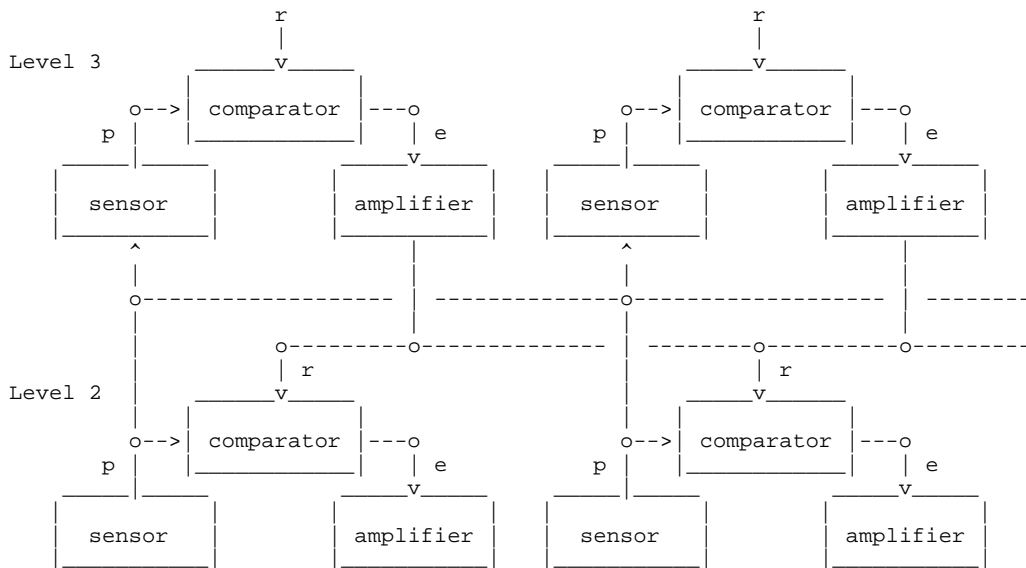 r r
Level 3
comparator comparator
p e p e
sensor amplifier sensor amplifier
r r
Level 2
comparator comparator
p e p e
sensor amplifier sensor amplifier